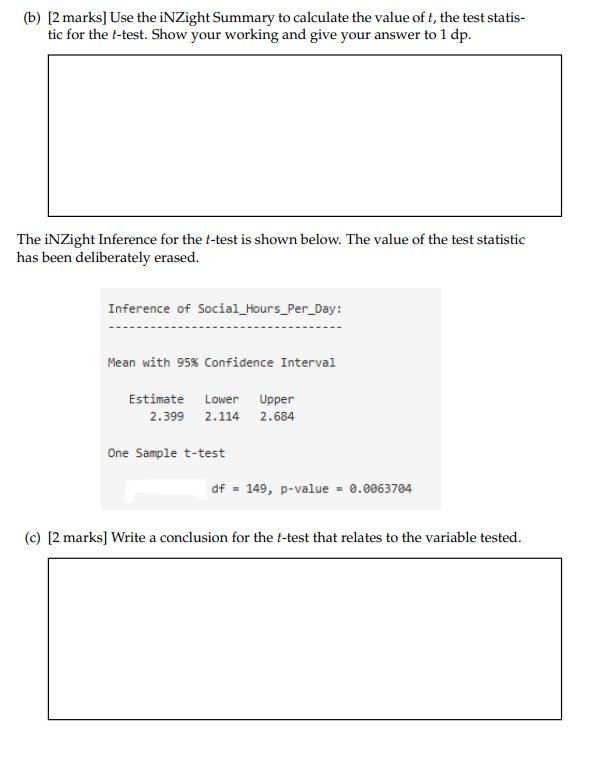 (b) [2 marks] Use the iNZight Summary to calculate the value of t, the test statis-
tic for the t-test. Show your working and give your answer to 1 dp.
The iNZight Inference for the t-test is shown below. The value of the test statistic
has been deliberately erased.
Inference of Social_Hours_Per_Day:
----------------------------------
Mean with 95% Confidence Interval
Estimate Lower Upper
2.399 2.114 2.684
One Sample t-test
df = 149, p-value = 0.0063704
(c) [2 marks] Write a conclusion for the t-test that relates to the variable tested.